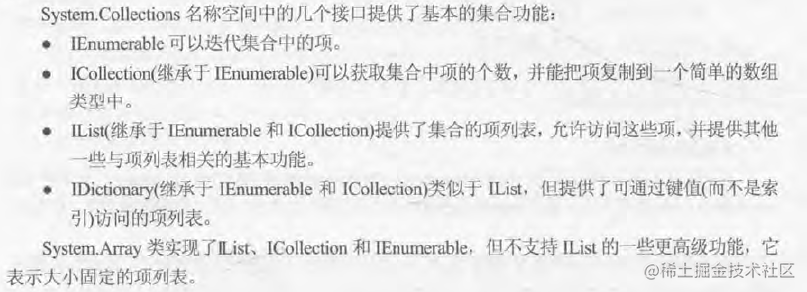 System.Collections 名称空间中的几个接口提供了基本的集合功能:
● IEnumerable 可以迭代集合中的项。
● ICollection(继承于 IEnumerable)可以获取集合中项的个数，并能把项复制到一个简单的数组
类型中。
● IList(继承于 IEnumerable 和 ICollection)提供了集合的项列表，允许访问这些项，并提供其他
一些与项列表相关的基本功能。
● IDictionary(继承于 IEnumerable 和 ICollection)类似于 IList，但提供了可通过键值(而不是索
引)访问的项列表。
System.Array 类实现了IList、ICollection 和 IEnumerable，但不支持 IList 的一些更高级功能，它
表示大小固定的项列表。
@稀土掘金技术社区